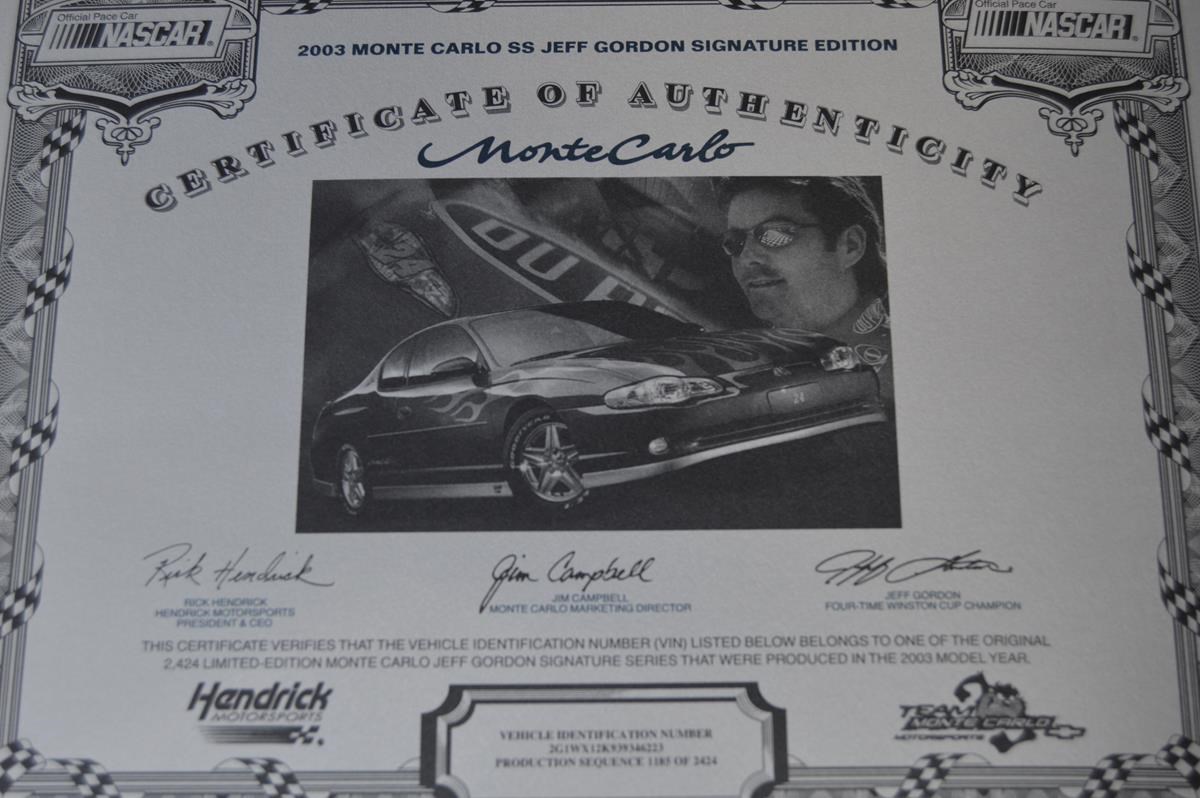 Official Pace Car
NASCAR
Official Pace Car
NASCAR
2003 MONTE CARLO SS JEFF GORDON SIGNATURE EDITION
CERTIFICATE OF AUTHENTICITY
Monte Carlo
DU
24
GOODYEAR
Rick Hendrick
Jim Campbell
RICK HENDRICK
HENDRICK MOTORSPORTS
PRESIDENT & CEO
JIM CAMPBELL
MONTE CARLO MARKETING DIRECTOR
JEFF GORDON
FOUR-TIME WINSTON CUP CHAMPION
THIS CERTIFICATE VERIFIES THAT THE VEHICLE IDENTIFICATION NUMBER (VIN) LISTED BELOW BELONGS TO ONE OF THE ORIGINAL
2,424 LIMITED-EDITION MONTE CARLO JEFF GORDON SIGNATURE SERIES THAT WERE PRODUCED IN THE 2003 MODEL YEAR.
Hendrick
MOTORSPORTS
TEAM
MONTE CARLO
MOTORSPORTS
VEHICLE IDENTIFICATION NUMBER
2G1WX12K939346223
PRODUCTION SEQUENCE 1185 OF 2424